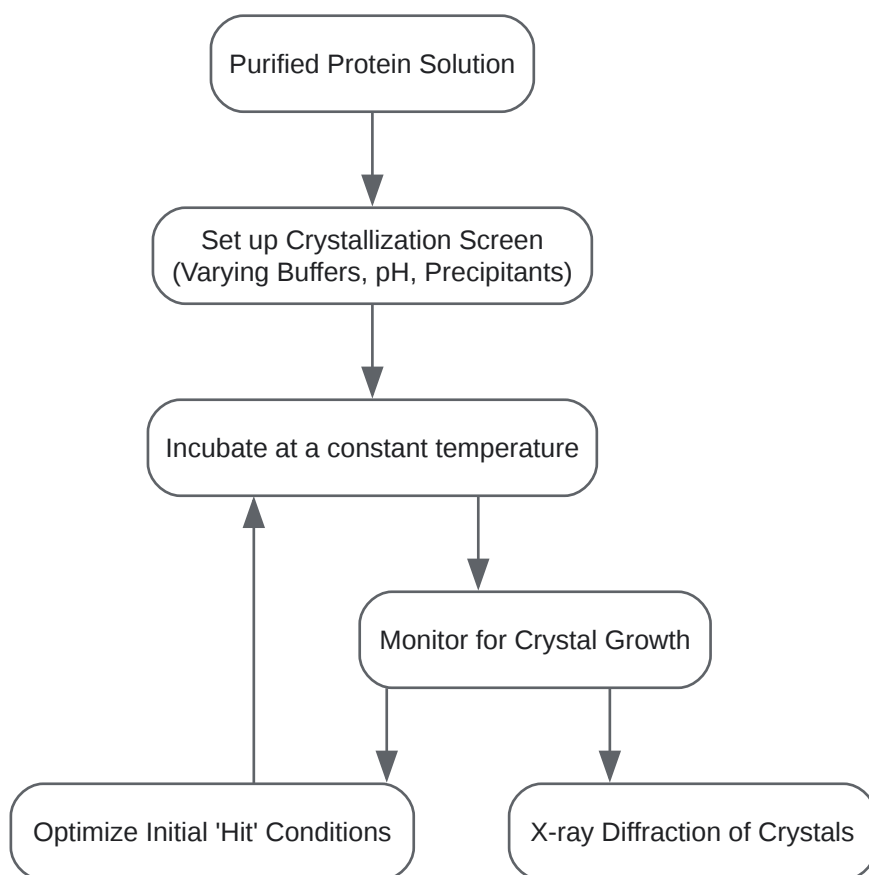 Purified Protein Solution
Set up Crystallization Screen
(Varying Buffers, pH, Precipitants)
Incubate at a constant temperature
Monitor for Crystal Growth
Optimize Initial 'Hit' Conditions
X-ray Diffraction of Crystals